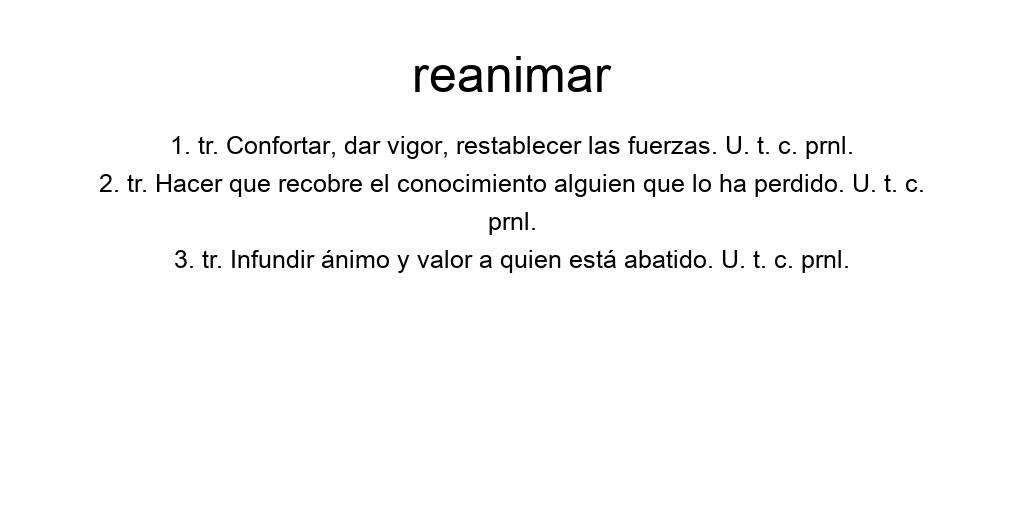 reanimar
1. tr. Confortar, dar vigor, restablecer las fuerzas. U. t. c. prnl.
2. tr. Hacer que recobre el conocimiento alguien que lo ha perdido. U. t. c.
prnl.
3. tr. Infundir ánimo y valor a quien está abatido. U. t. c. prnl.